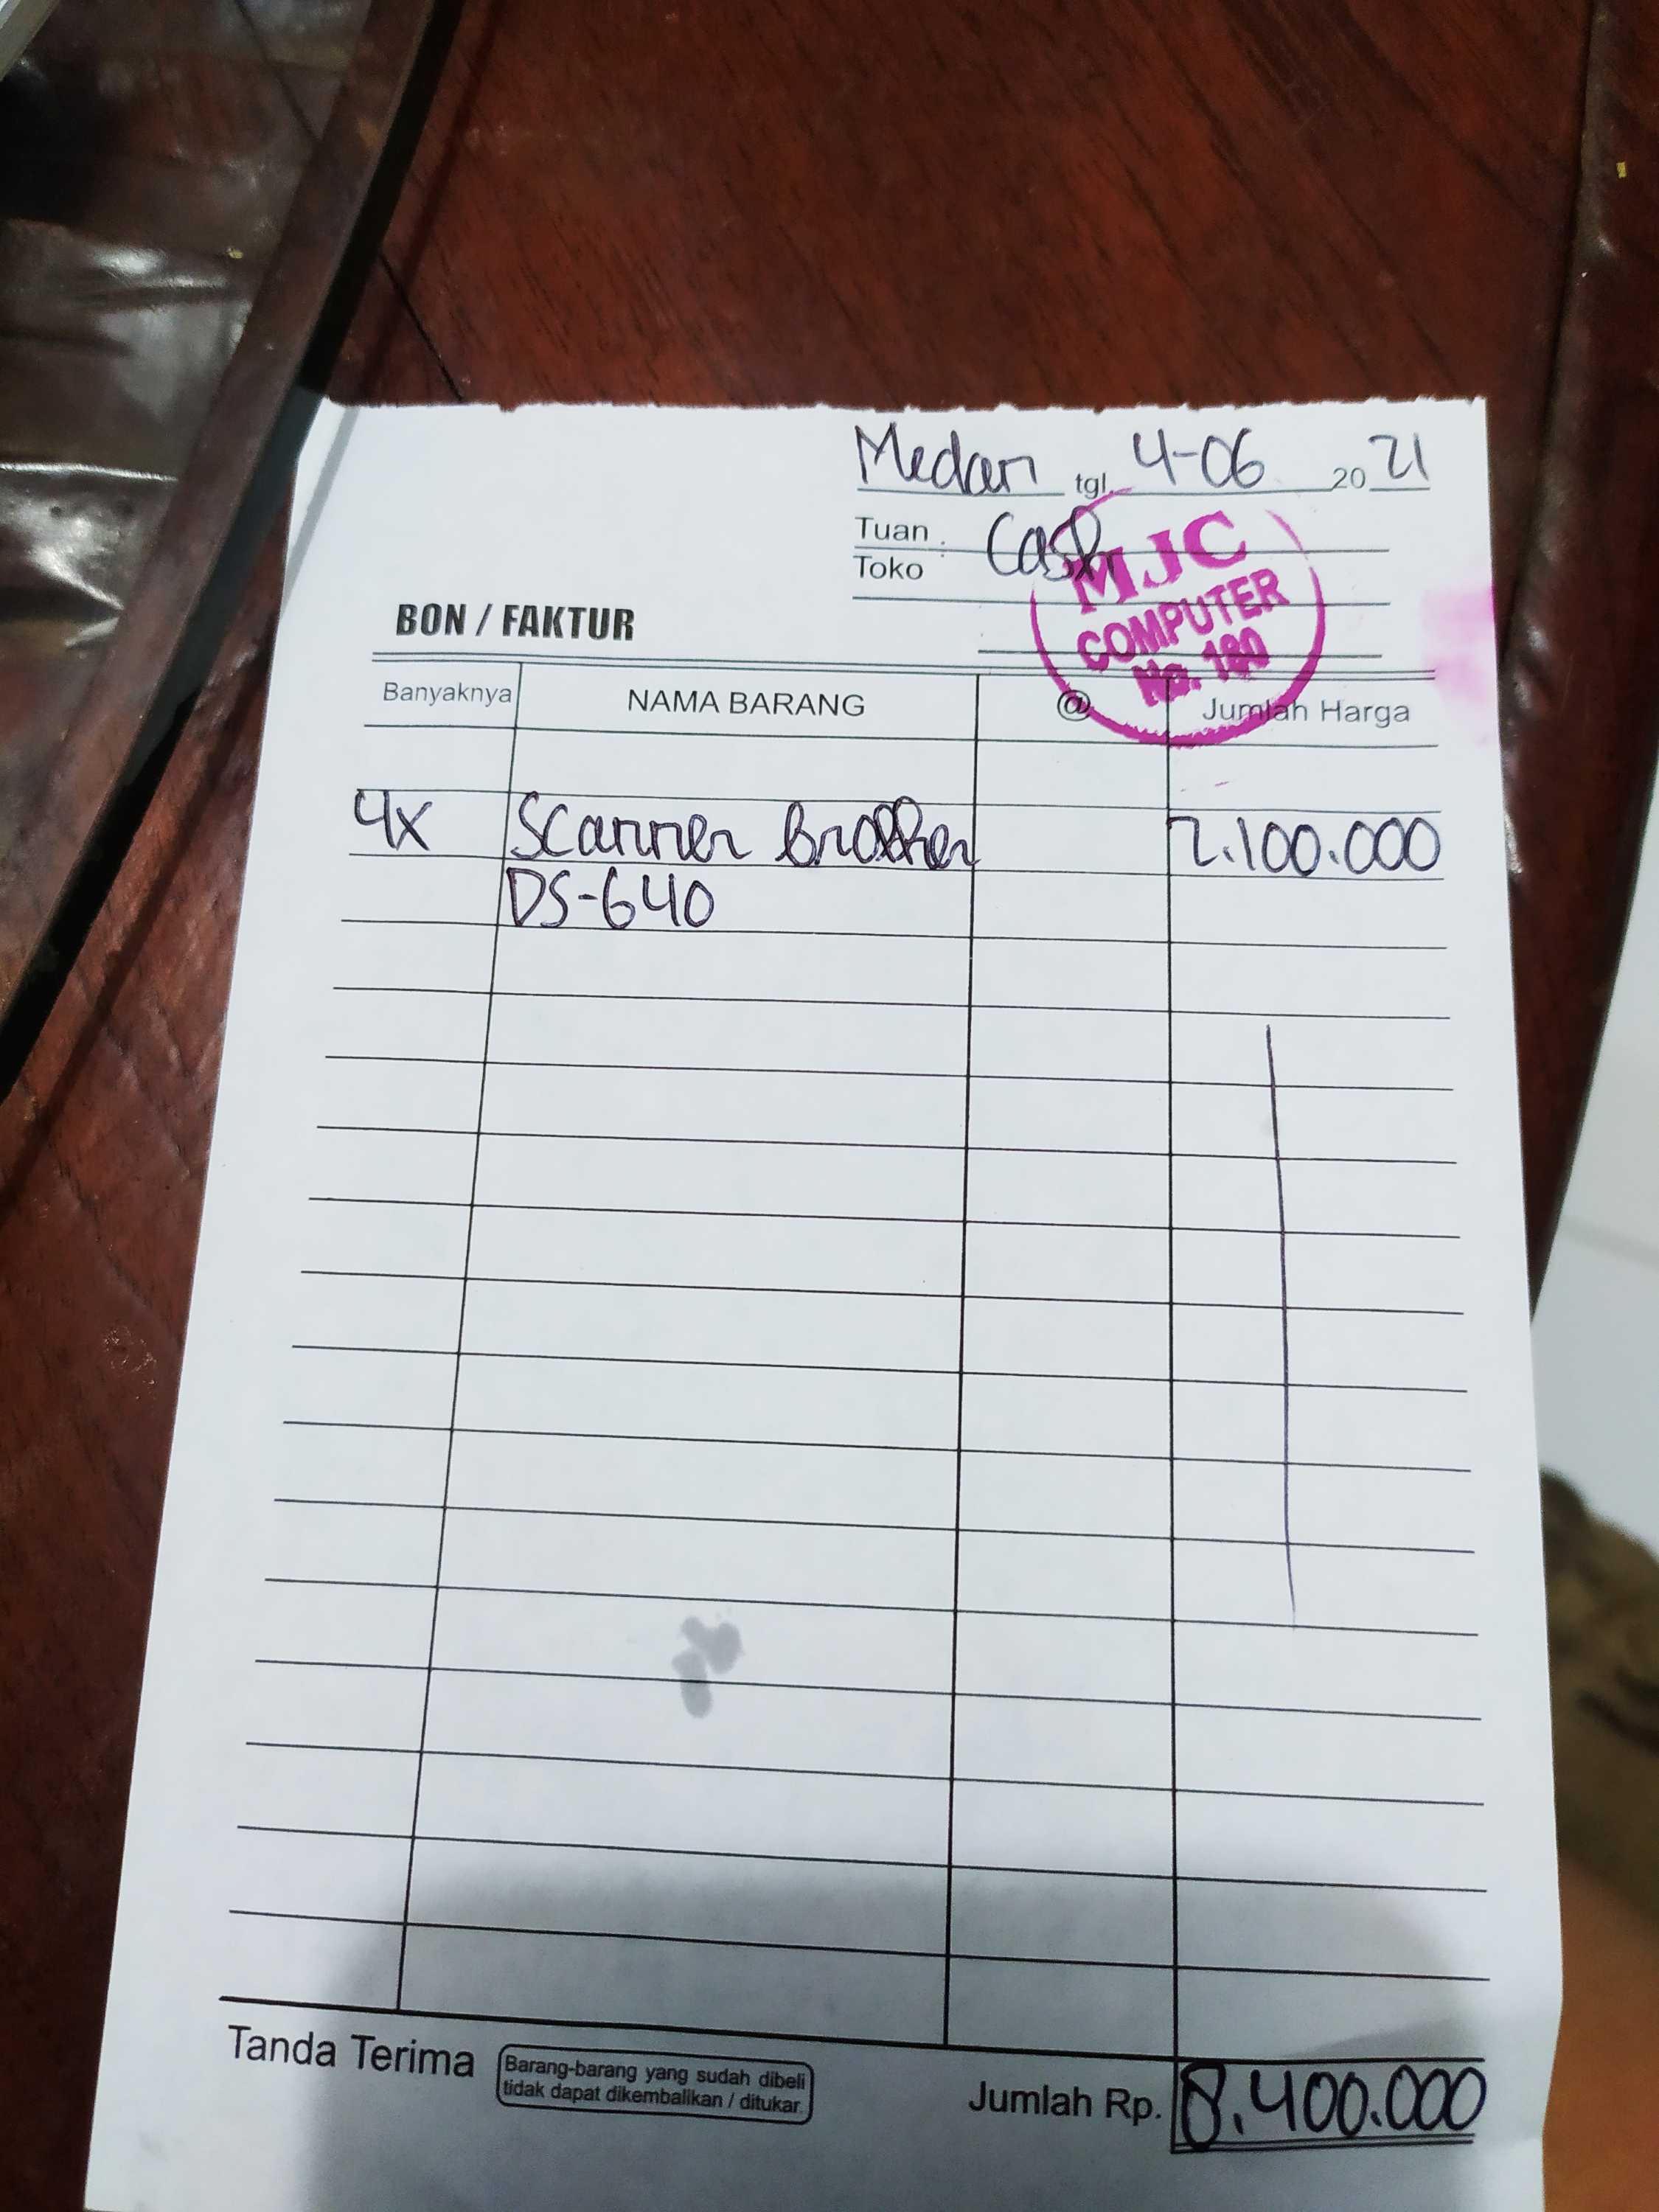 Medan tgl. 4-06 20 21
Tuan
Toko : Cash
MJC
COMPUTER
No. 180
BON / FAKTUR
Banyaknya NAMA BARANG @ Jumlah Harga
4x Scanner Brother 2.100.000
DS-640
Tanda Terima
Barang-barang yang sudah dibeli
tidak dapat dikembalikan / ditukar.
Jumlah Rp. 8.400.000